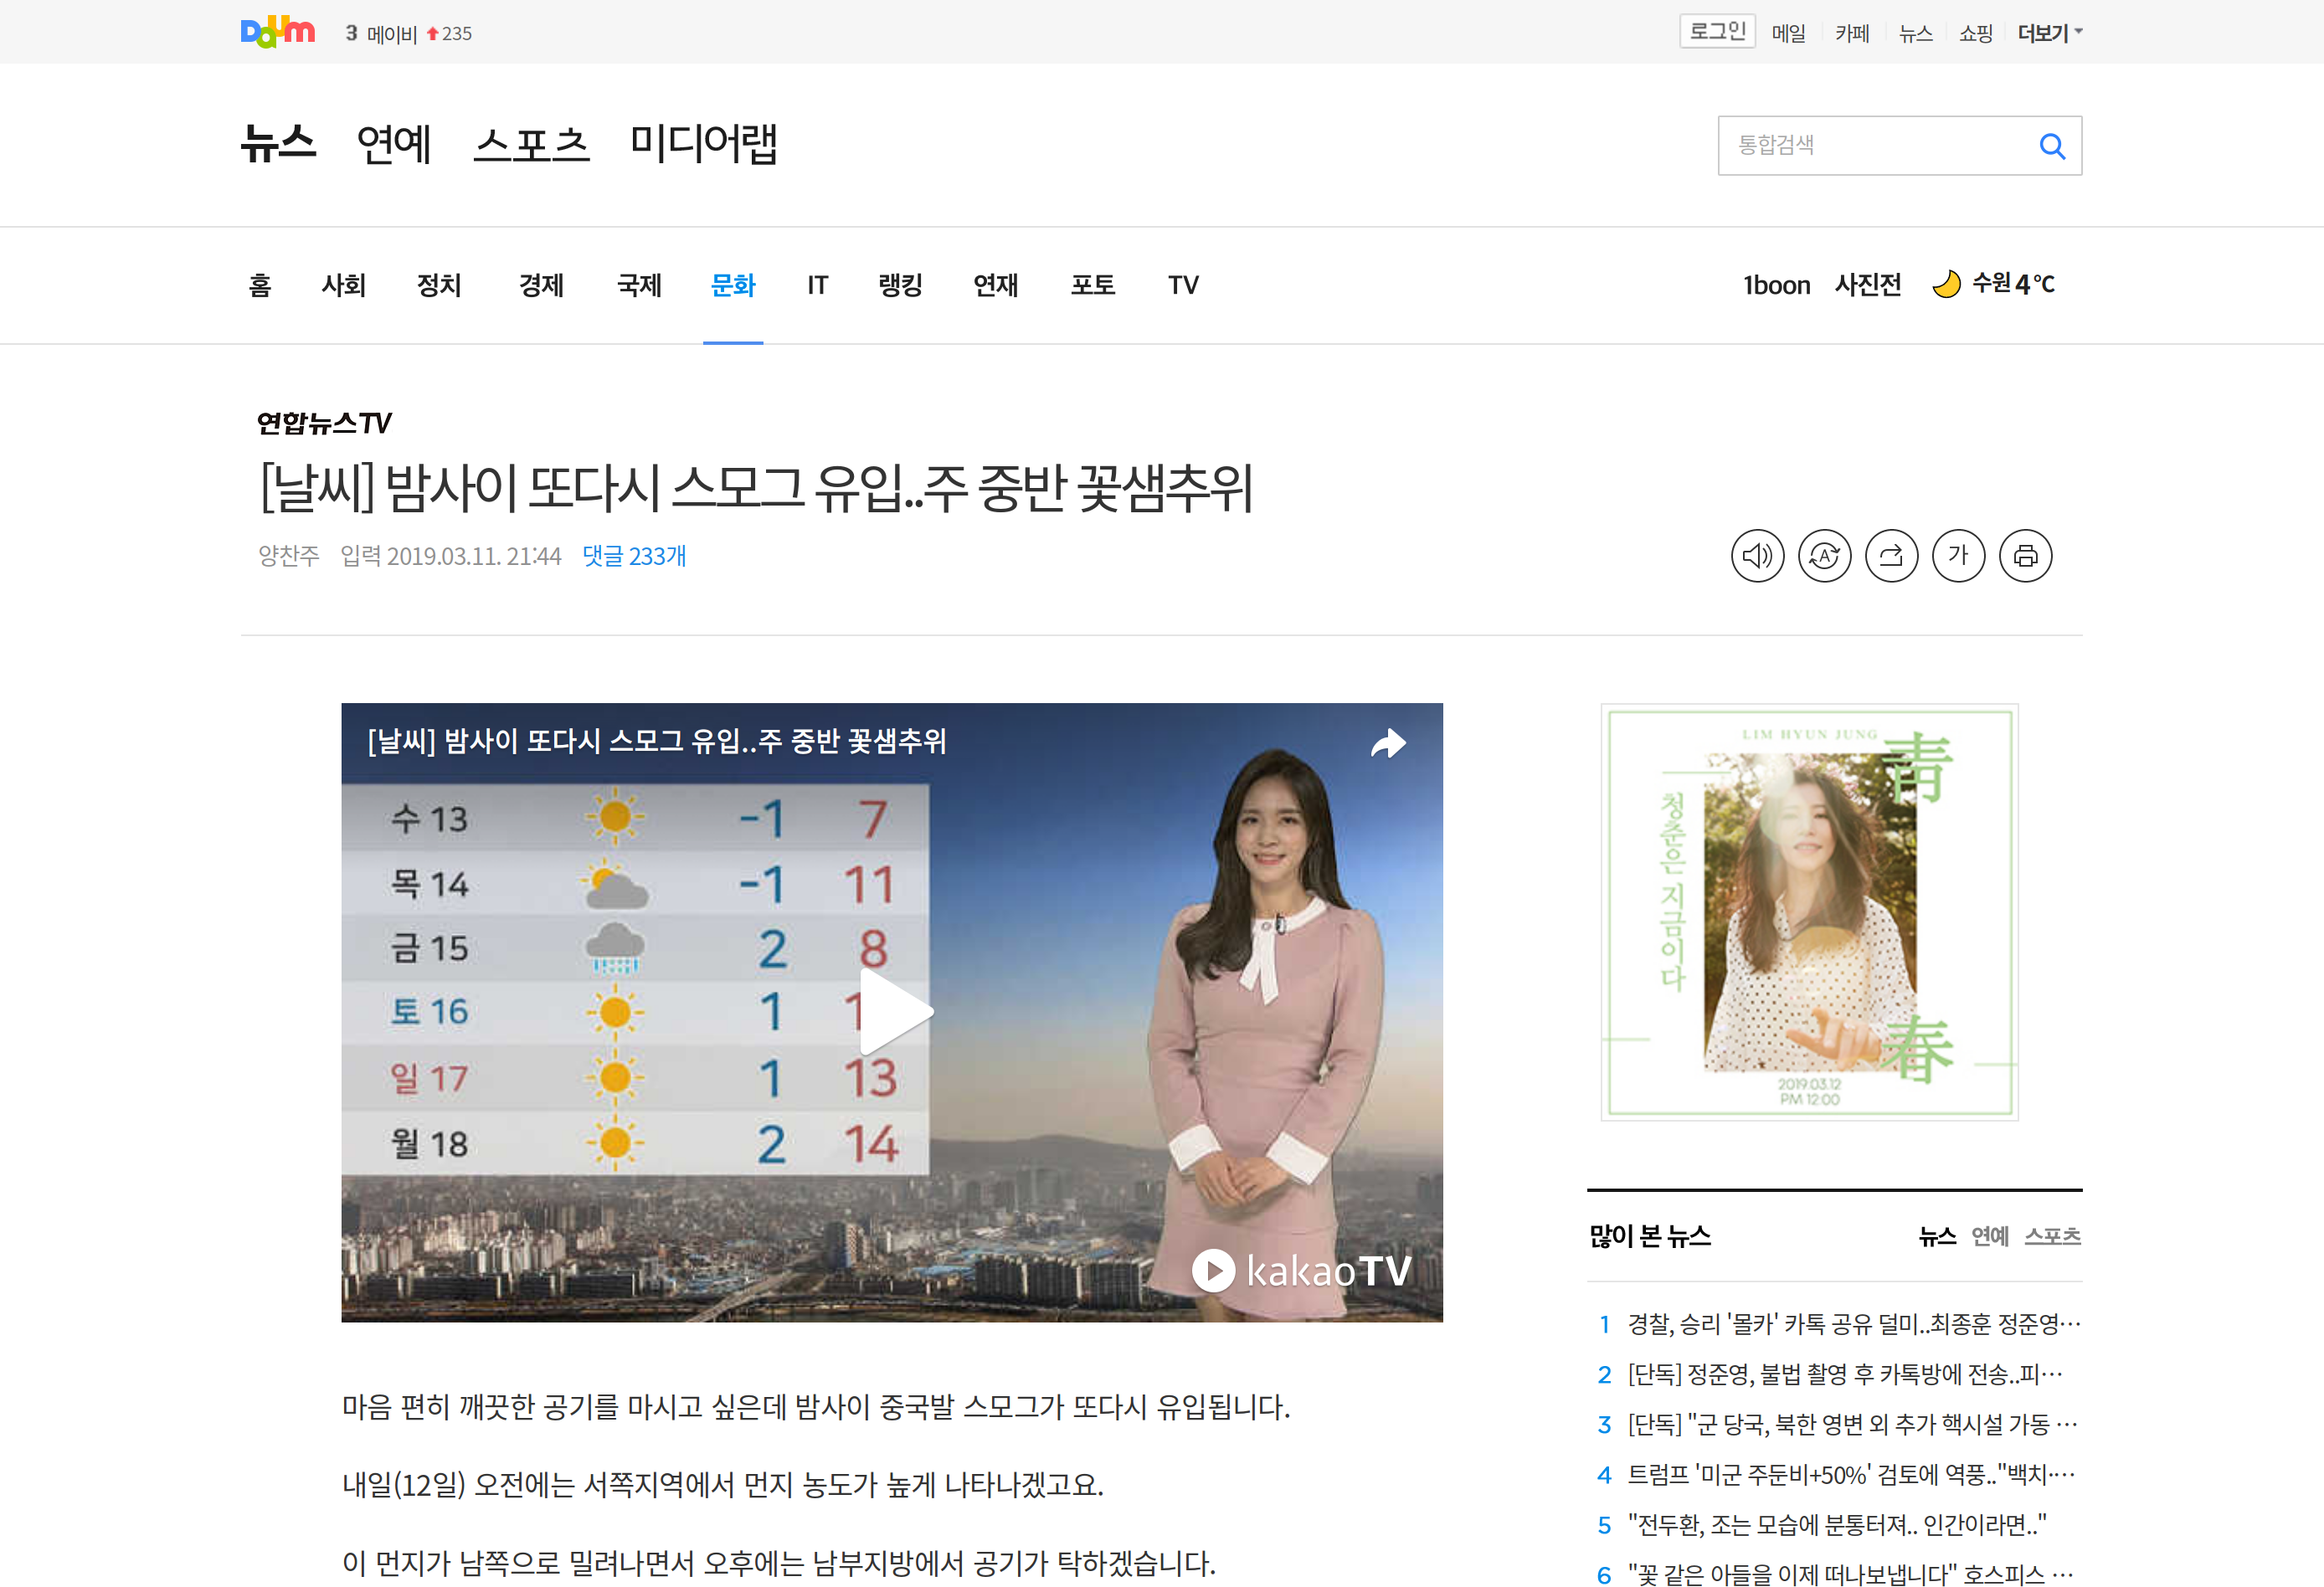 Daum
3 메이비 235
로그인 메일 카페 뉴스 쇼핑 더보기
뉴스 연예 스포츠 미디어랩
통합검색
홈 사회 정치 경제 국제 문화 IT 랭킹 연재 포토 TV
1boon 사진전 수원 4 °C
연합뉴스TV
[날씨] 밤사이 또다시 스모그 유입..주 중반 꽃샘추위
양찬주 입력 2019.03.11. 21:44 댓글 233개
A 가
[날씨] 밤사이 또다시 스모그 유입..주 중반 꽃샘추위
수 13 -1 7
목 14 -1 11
금 15 2 8
토 16 1
일 17 1 13
월 18 2 14
kakaoTV
마음 편히 깨끗한 공기를 마시고 싶은데 밤사이 중국발 스모그가 또다시 유입됩니다.
내일(12일) 오전에는 서쪽지역에서 먼지 농도가 높게 나타나겠고요.
이 먼지가 남쪽으로 밀려나면서 오후에는 남부지방에서 공기가 탁하겠습니다.
LIM HYUN JUNG
靑春
청춘은 지금이다
2019.03.12
PM 12:00
많이 본 뉴스 뉴스 연예 스포츠
1 경찰, 승리 '몰카' 카톡 공유 덜미..최종훈 정준영…
2 [단독] 정준영, 불법 촬영 후 카톡방에 전송..피…
3 [단독] "군 당국, 북한 영변 외 추가 핵시설 가동 …
4 트럼프 '미군 주둔비+50%' 검토에 역풍.."백치…
5 "전두환, 조는 모습에 분통터져.. 인간이라면.."
6 "꽃 같은 아들을 이제 떠나보냅니다" 호스피스 …